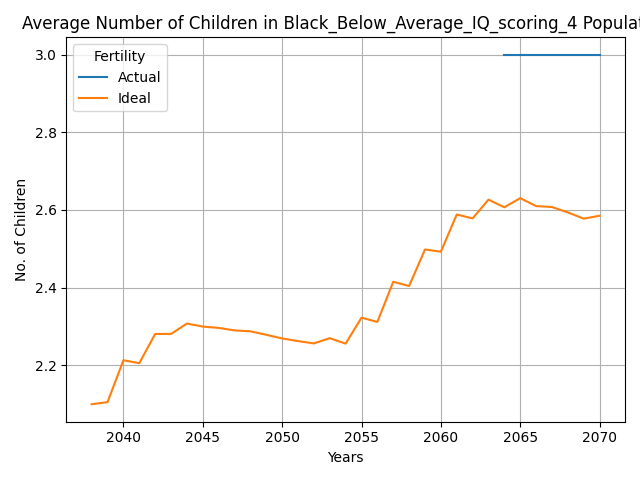 Average Number of Children in Black_Below_Average_IQ_scoring_4 Populat
Fertility
Actual
Ideal
No. of Children
3.0
2.8
2.6
2.4
2.2
2040 2045 2050 2055 2060 2065 2070
Years